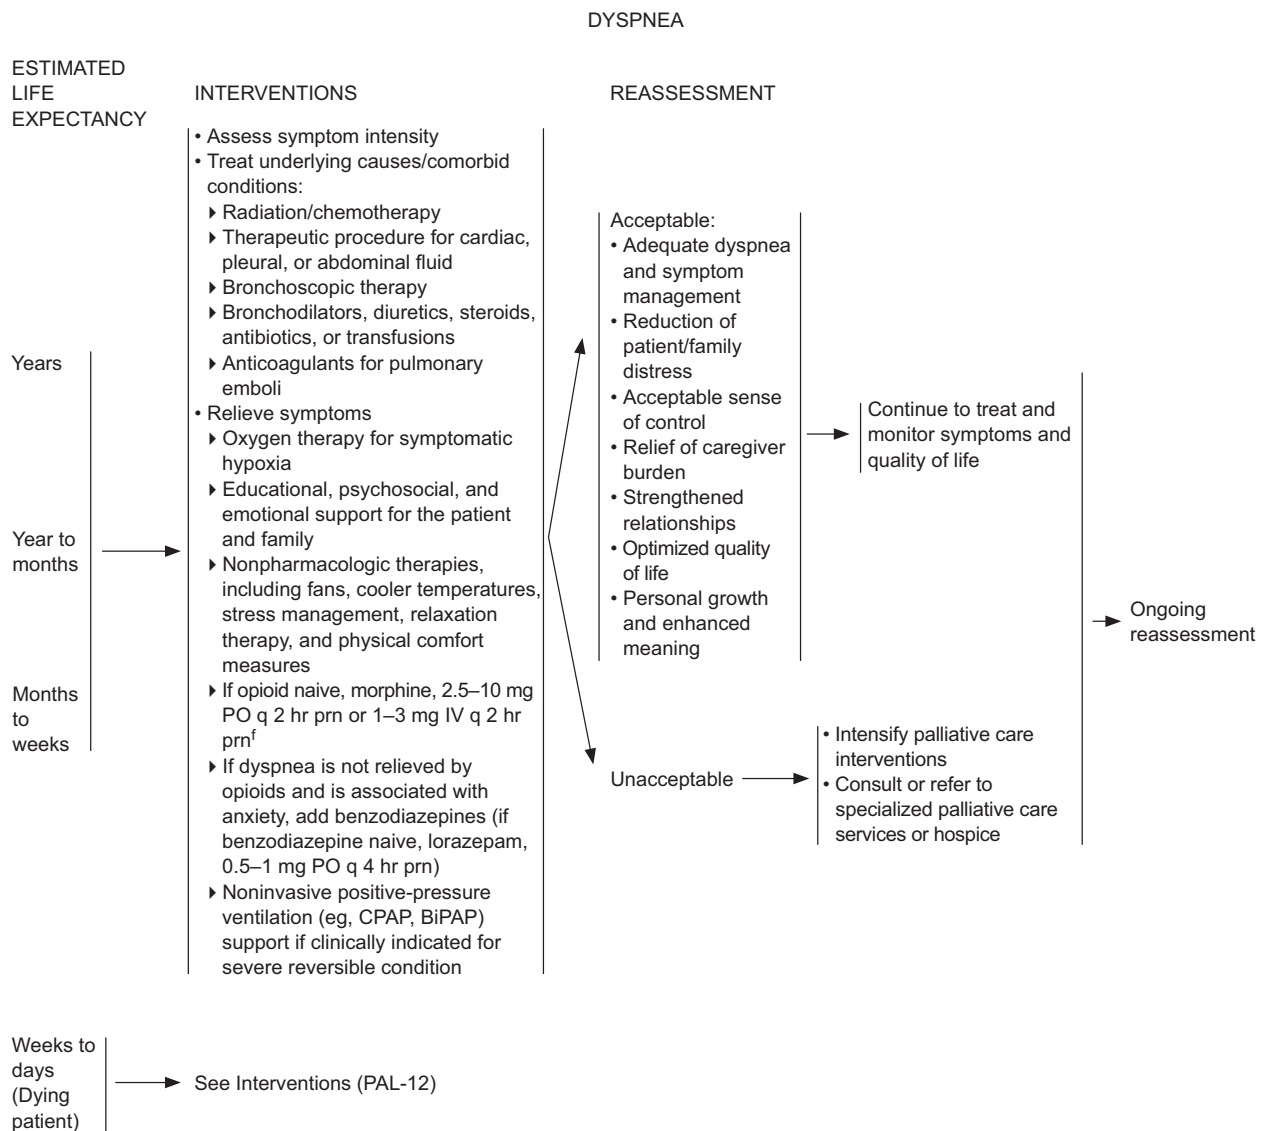 DYSPNEA
ESTIMATED
LIFE
EXPECTANCY
INTERVENTIONS
REASSESSMENT
Years
Year to
months
Months
to
weeks
• Assess symptom intensity
• Treat underlying causes/comorbid
conditions:
▸ Radiation/chemotherapy
▸ Therapeutic procedure for cardiac,
pleural, or abdominal fluid
▸ Bronchoscopic therapy
▸ Bronchodilators, diuretics, steroids,
antibiotics, or transfusions
▸ Anticoagulants for pulmonary
emboli
• Relieve symptoms
▸ Oxygen therapy for symptomatic
hypoxia
▸ Educational, psychosocial, and
emotional support for the patient
and family
▸ Nonpharmacologic therapies,
including fans, cooler temperatures,
stress management, relaxation
therapy, and physical comfort
measures
▸ If opioid naive, morphine, 2.5–10 mg
PO q 2 hr prn or 1–3 mg IV q 2 hr
prnᶠ
▸ If dyspnea is not relieved by
opioids and is associated with
anxiety, add benzodiazepines (if
benzodiazepine naive, lorazepam,
0.5–1 mg PO q 4 hr prn)
▸ Noninvasive positive-pressure
ventilation (eg, CPAP, BiPAP)
support if clinically indicated for
severe reversible condition
Acceptable:
• Adequate dyspnea
and symptom
management
• Reduction of
patient/family
distress
• Acceptable sense
of control
• Relief of caregiver
burden
• Strengthened
relationships
• Optimized quality
of life
• Personal growth
and enhanced
meaning
Continue to treat and
monitor symptoms and
quality of life
Unacceptable
• Intensify palliative care
interventions
• Consult or refer to
specialized palliative care
services or hospice
Ongoing
reassessment
Weeks to
days
(Dying
patient)
See Interventions (PAL-12)